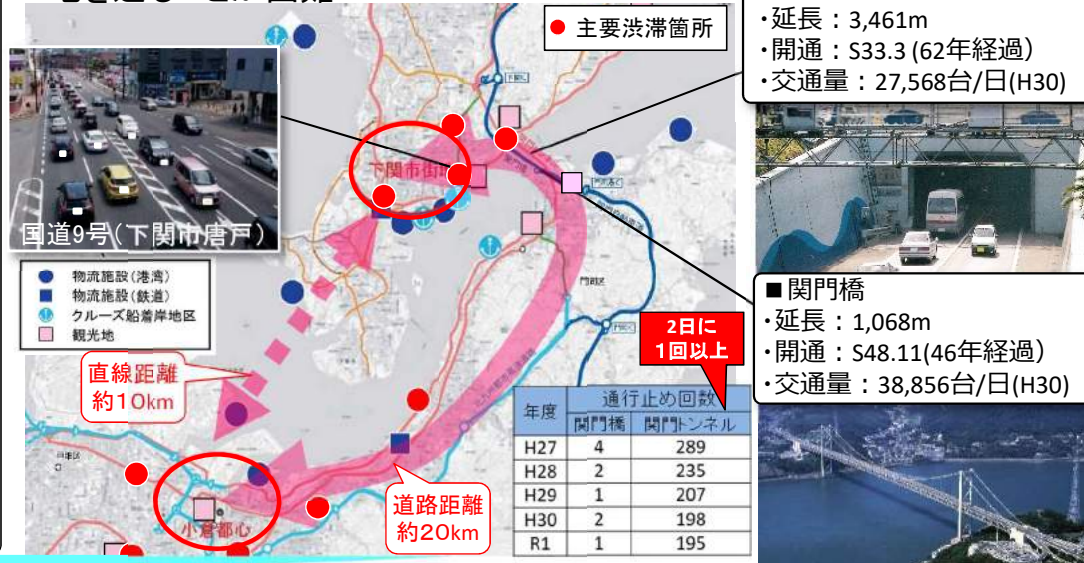 主要渋滞箇所
・延長：3,461m
・開通：S33.3 (62年経過)
・交通量：27,568台/日(H30)
国道9号(下関市唐戸)
下関市街
物流施設(港湾)
物流施設(鉄道)
クルーズ船着岸地区
観光地
■関門橋
・延長：1,068m
・開通：S48.11(46年経過)
・交通量：38,856台/日(H30)
門司区
2日に
1回以上
直線距離
約10km
年度 通行止め回数
関門橋 関門トンネル
H27 4 289
H28 2 235
H29 1 207
H30 2 198
R1 1 195
戸畑区
道路距離
約20km
小倉都心